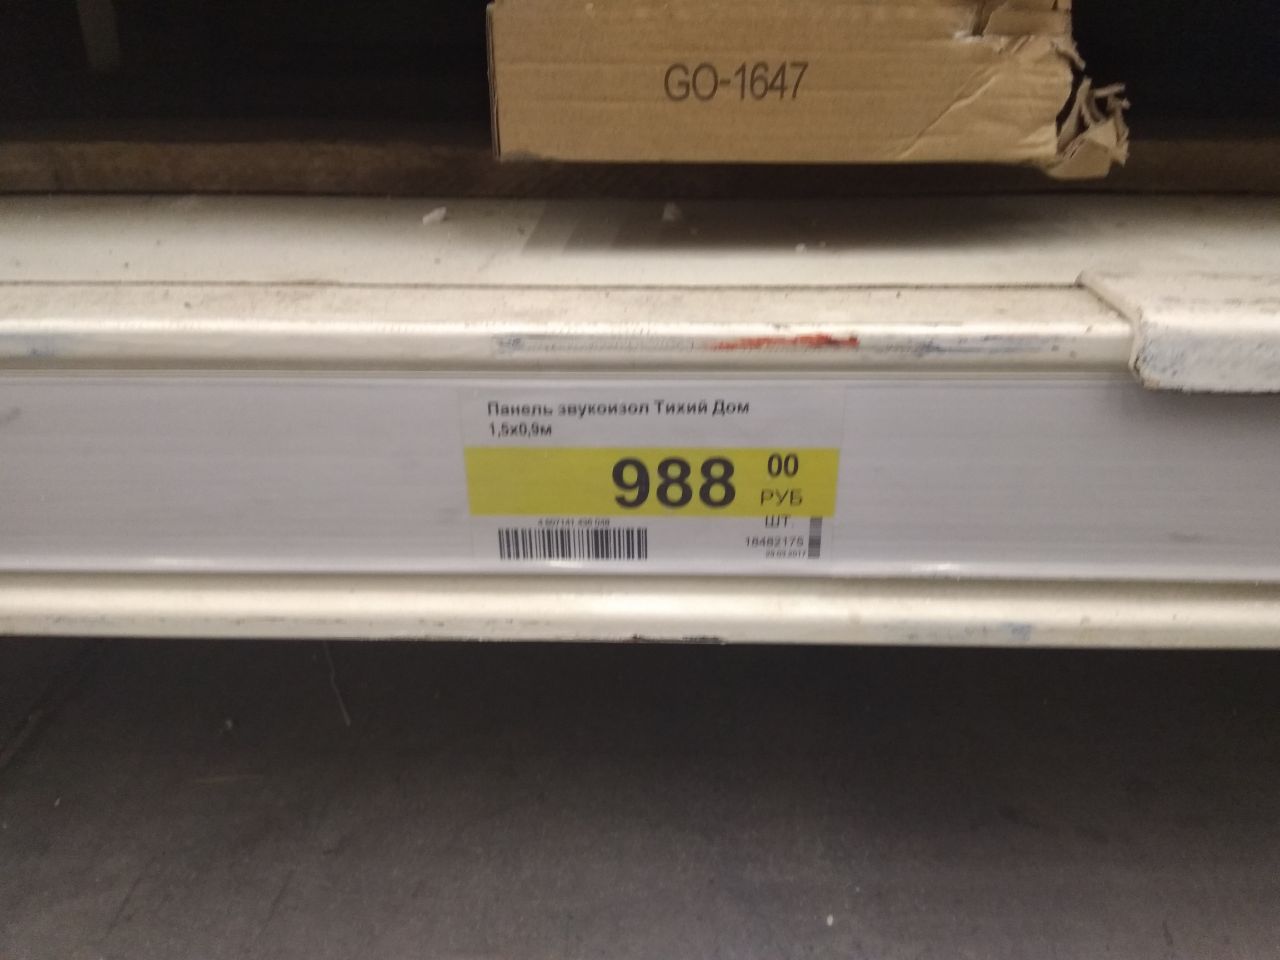 GO-1647
Панель звукоизол Тихий Дом
1,5х0,9м
988 00
РУБ
ШТ.
18482175